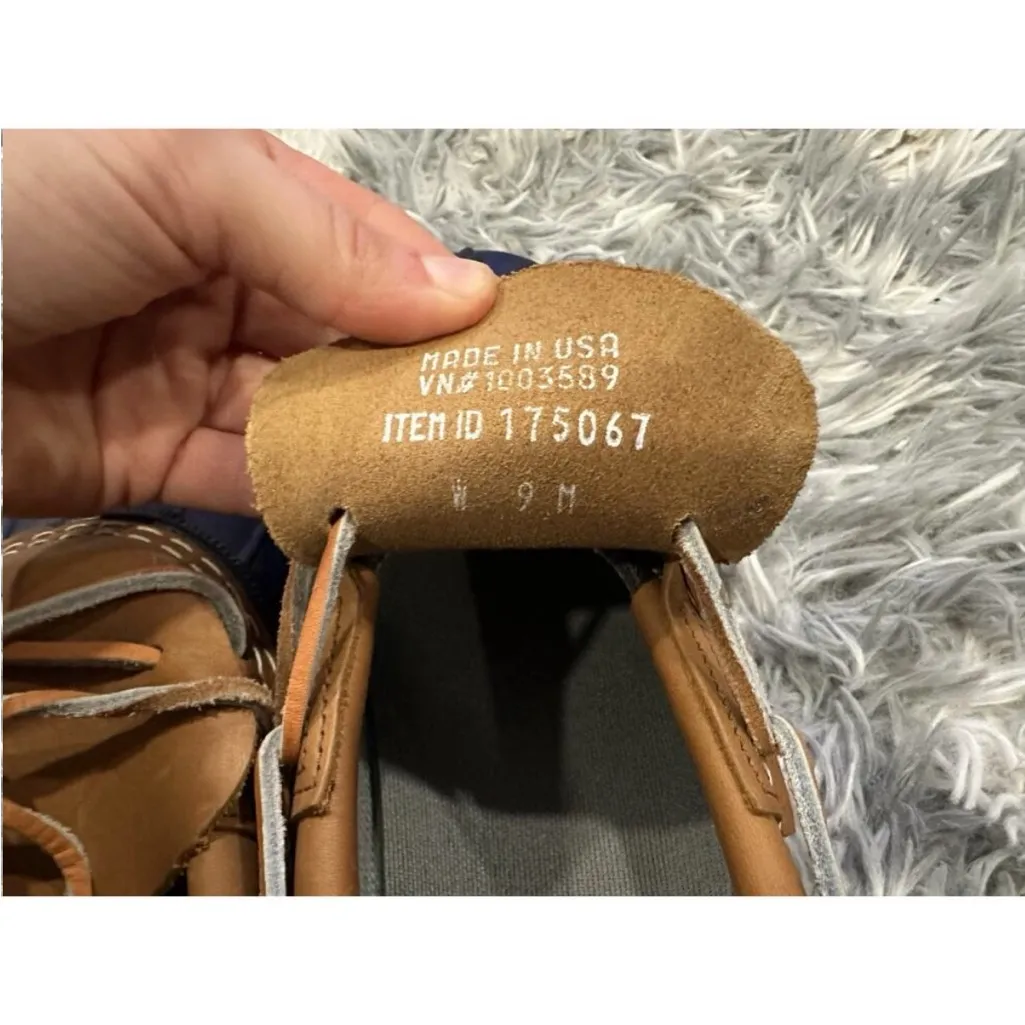 MADE IN USA
VN#1003589
ITEM ID 175067
W 9 M